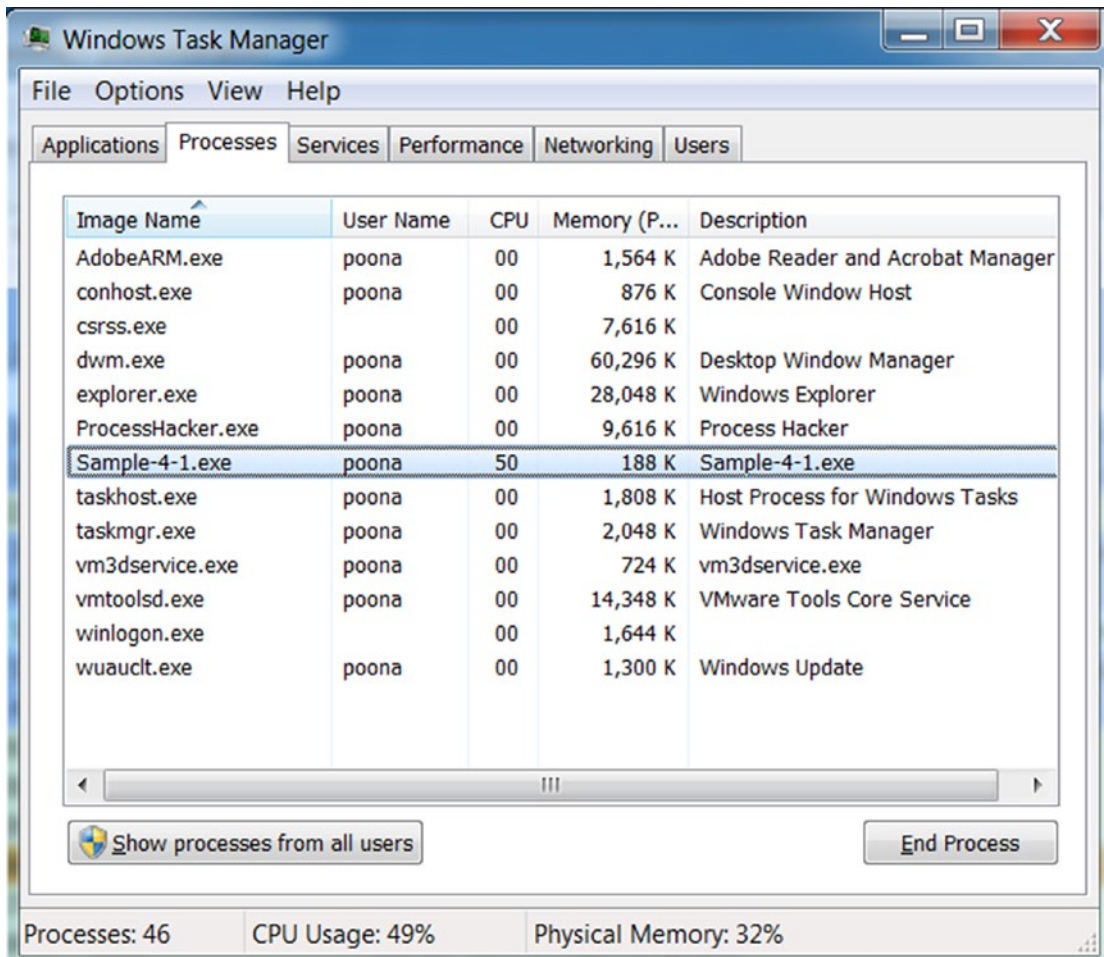 Windows Task Manager
File Options View Help
Applications Processes Services Performance Networking Users
Image Name User Name CPU Memory (P... Description
AdobeARM.exe poona 00 1,564 K Adobe Reader and Acrobat Manager
conhost.exe poona 00 876 K Console Window Host
csrss.exe 00 7,616 K
dwm.exe poona 00 60,296 K Desktop Window Manager
explorer.exe poona 00 28,048 K Windows Explorer
ProcessHacker.exe poona 00 9,616 K Process Hacker
Sample-4-1.exe poona 50 188 K Sample-4-1.exe
taskhost.exe poona 00 1,808 K Host Process for Windows Tasks
taskmgr.exe poona 00 2,048 K Windows Task Manager
vm3dservice.exe poona 00 724 K vm3dservice.exe
vmtoolsd.exe poona 00 14,348 K VMware Tools Core Service
winlogon.exe 00 1,644 K
wuauclt.exe poona 00 1,300 K Windows Update
Show processes from all users End Process
Processes: 46 CPU Usage: 49% Physical Memory: 32%